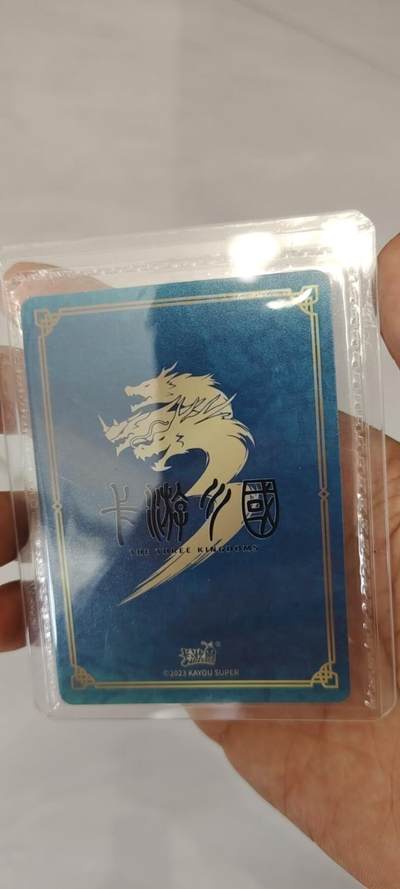 卡游三國
THE THREE KINGDOMS
©2023 KAYOU SUPER